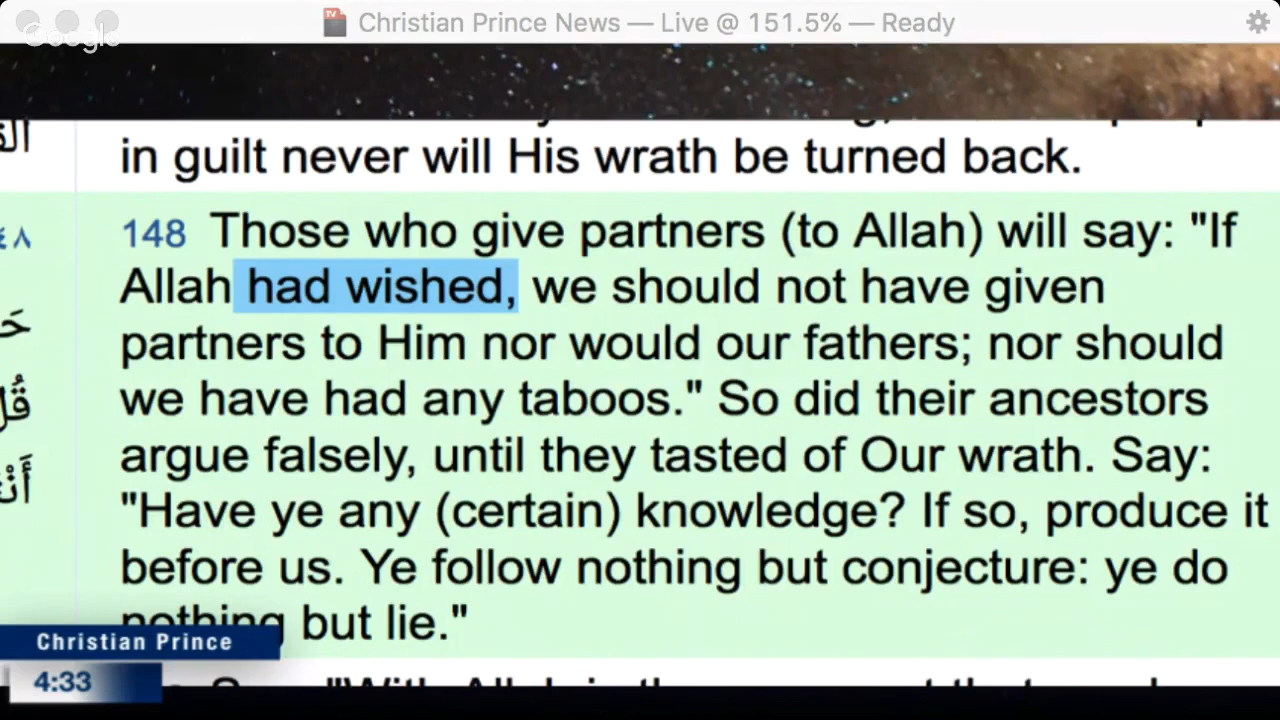 Christian Prince News — Live @ 151.5% — Ready
Google
in guilt never will His wrath be turned back.
148 Those who give partners (to Allah) will say: "If
Allah had wished, we should not have given
partners to Him nor would our fathers; nor should
we have had any taboos." So did their ancestors
argue falsely, until they tasted of Our wrath. Say:
"Have ye any (certain) knowledge? If so, produce it
before us. Ye follow nothing but conjecture: ye do
nothing but lie."
Christian Prince
4:33